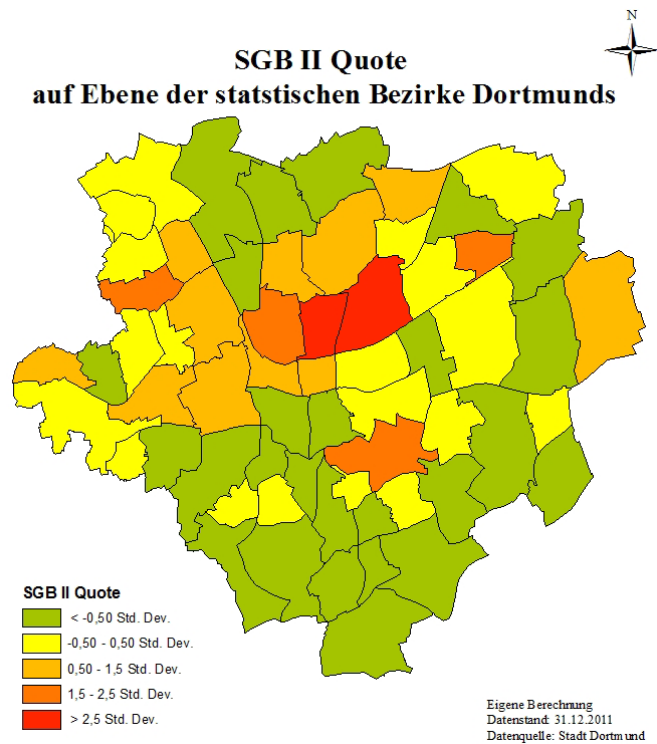 N
SGB II Quote
auf Ebene der statstischen Bezirke Dortmunds
SGB II Quote
< -0,50 Std. Dev.
-0,50 - 0,50 Std. Dev.
0,50 - 1,5 Std. Dev.
1,5 - 2,5 Std. Dev.
> 2,5 Std. Dev.
Eigene Berechnung
Datenstand: 31.12.2011
Datenquelle: Stadt Dortmund